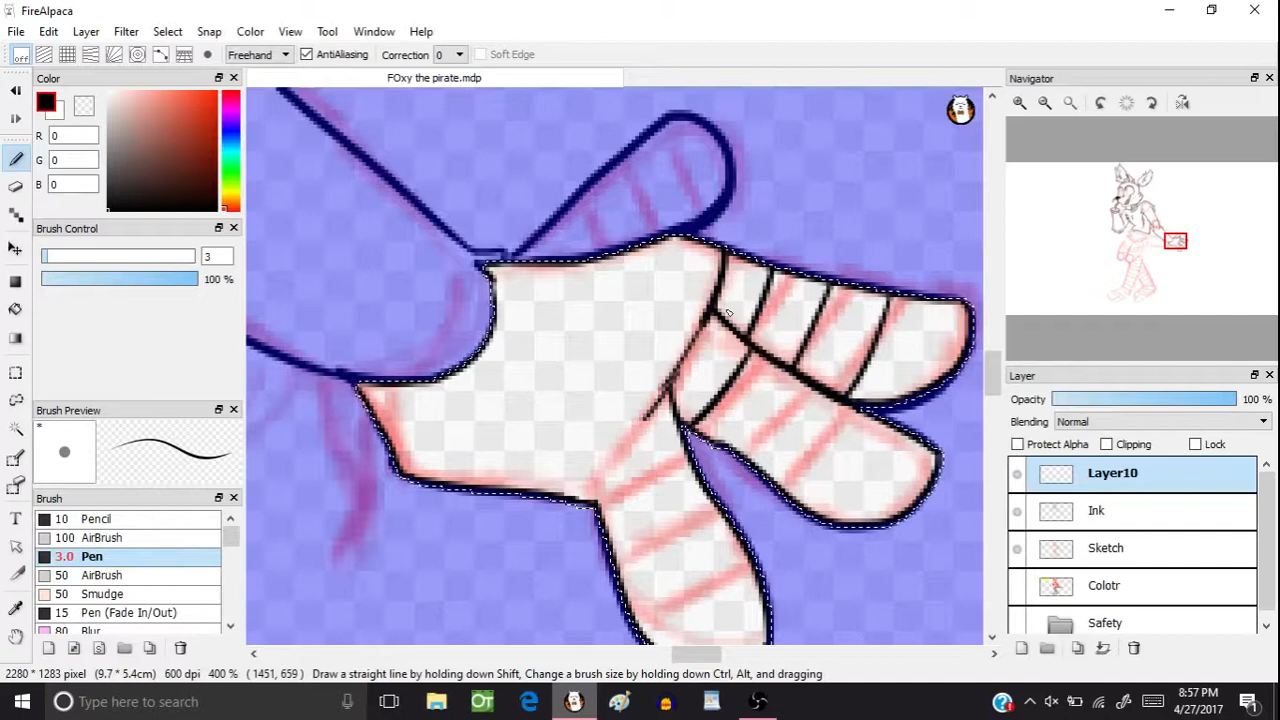 FireAlpaca
File Edit Layer Filter Select Snap Color View Tool Window Help
off Freehand AntiAliasing Correction 0 Soft Edge
Color
FOxy the pirate.mdp
Navigator
R 0
G 0
B 0
Brush Control
3
100 %
Brush Preview
*
Brush
10 Pencil
100 AirBrush
3.0 Pen
50 AirBrush
50 Smudge
15 Pen (Fade In/Out)
80 Blur
Layer
Opacity 100 %
Blending Normal
Protect Alpha Clipping Lock
Layer10
Ink
Sketch
Colotr
Safety
2280 * 1283 pixel (9.7 * 5.4cm) 600 dpi 400 % ( 1451, 659 ) Draw a straight line by holding down Shift, Change a brush size by holding down Ctrl, Alt, and dragging
Type here to search
OT
8:57 PM
4/27/2017
1